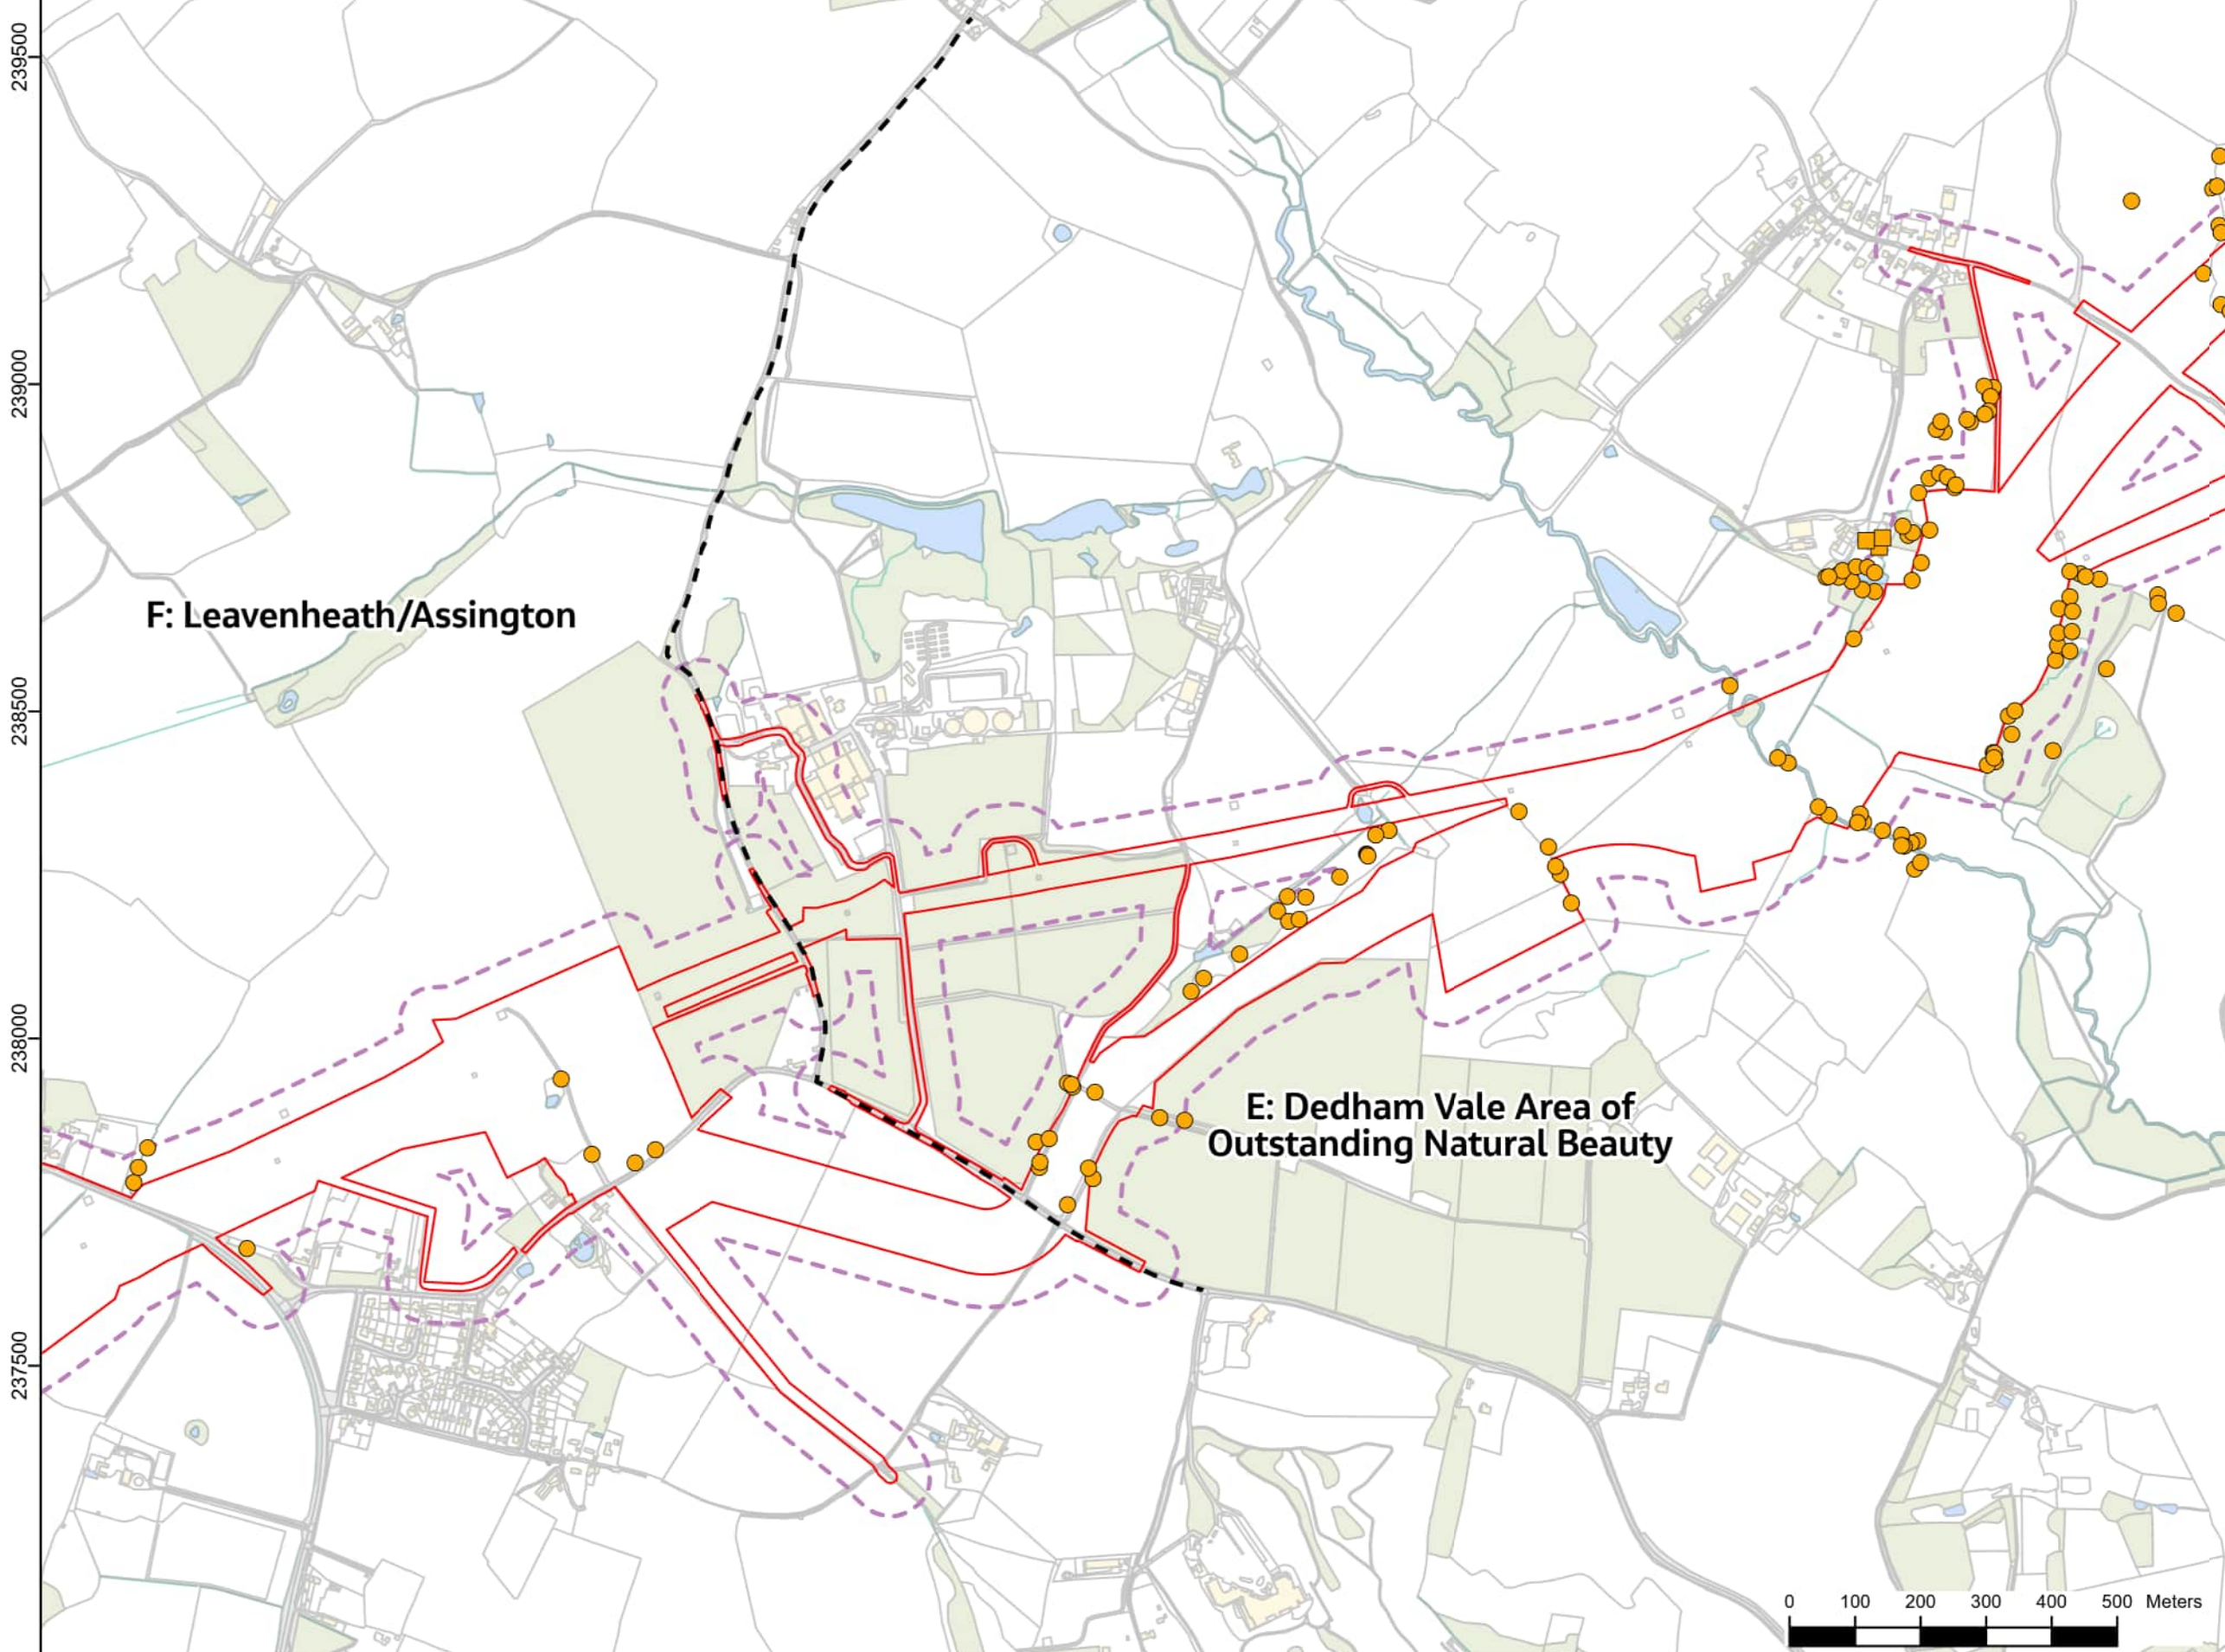 239500
239000
F: Leavenheath/Assington
238500
238000
E: Dedham Vale Area of
Outstanding Natural Beauty
237500
0 100 200 300 400 500 Meters